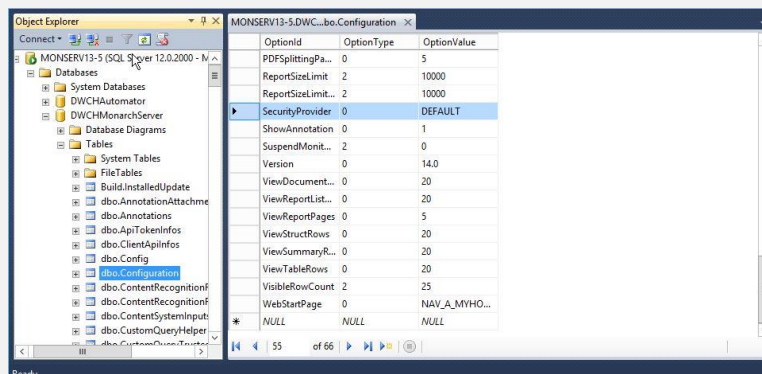 Object Explorer
Connect
MONSERV13-5 (SQL Server 12.0.2000 - M
Databases
System Databases
DWCHAutomator
DWCHMonarchServer
Database Diagrams
Tables
System Tables
FileTables
Build.InstalledUpdate
dbo.AnnotationAttachme
dbo.Annotations
dbo.ApiTokenInfos
dbo.ClientApiInfos
dbo.Config
dbo.Configuration
dbo.ContentRecognitionF
dbo.ContentRecognitionF
dbo.ContentSystemInputs
dbo.CustomQueryHelper
dbo.CustomQueryTrustee
MONSERV13-5.DWC...bo.Configuration
OptionId OptionType OptionValue
PDFSplittingPa... 0 5
ReportSizeLimit 2 10000
ReportSizeLimit... 2 10000
SecurityProvider 0 DEFAULT
ShowAnnotation 0 1
SuspendMonit... 2 0
Version 0 14.0
ViewDocument... 0 20
ViewReportList... 0 20
ViewReportPages 0 5
ViewStructRows 0 20
ViewSummaryR... 0 20
ViewTableRows 0 20
VisibleRowCount 2 25
WebStartPage 0 NAV_A_MYHO...
NULL NULL NULL
55 of 66
Ready